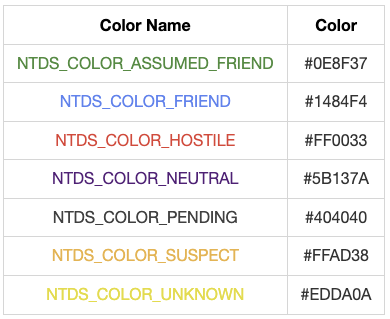 Color Name Color
NTDS_COLOR_ASSUMED_FRIEND #0E8F37
NTDS_COLOR_FRIEND #1484F4
NTDS_COLOR_HOSTILE #FF0033
NTDS_COLOR_NEUTRAL #5B137A
NTDS_COLOR_PENDING #404040
NTDS_COLOR_SUSPECT #FFAD38
NTDS_COLOR_UNKNOWN #EDDA0A